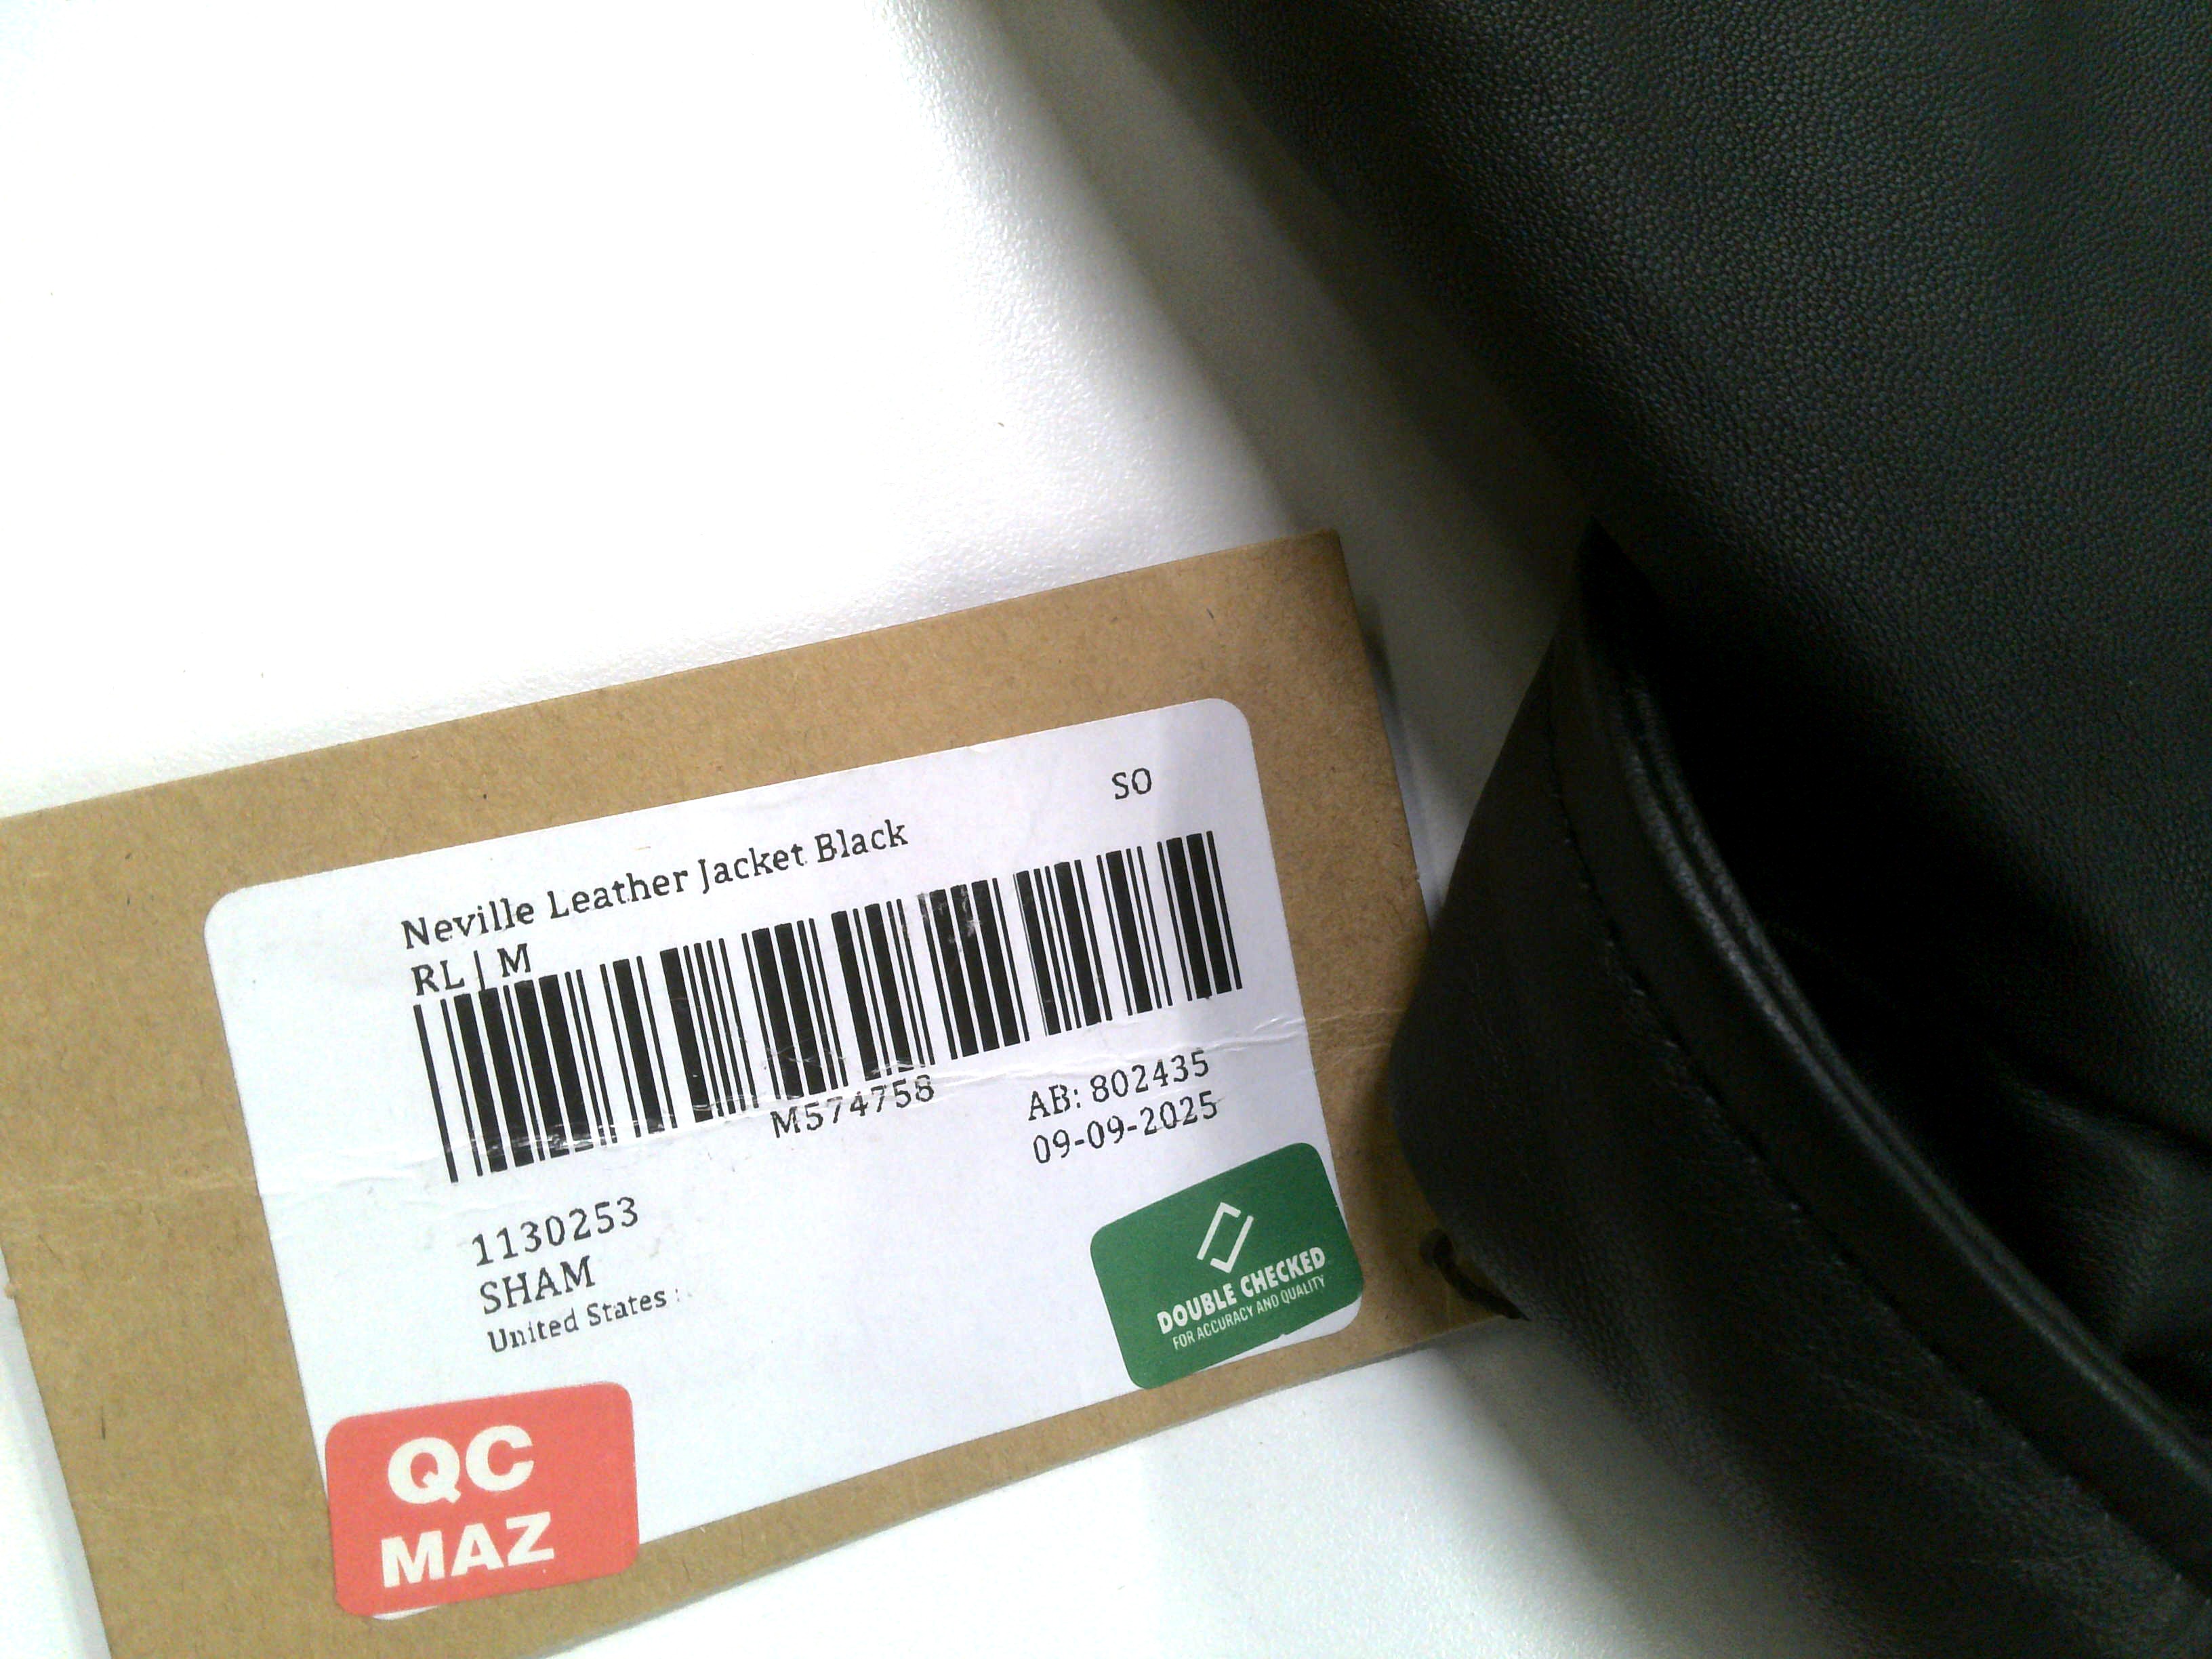 SO
Neville Leather Jacket Black
RL | M
M574758
AB: 802435
09-09-2025
1130253
SHAM
United States :
DOUBLE CHECKED
FOR ACCURACY AND QUALITY
QC
MAZ